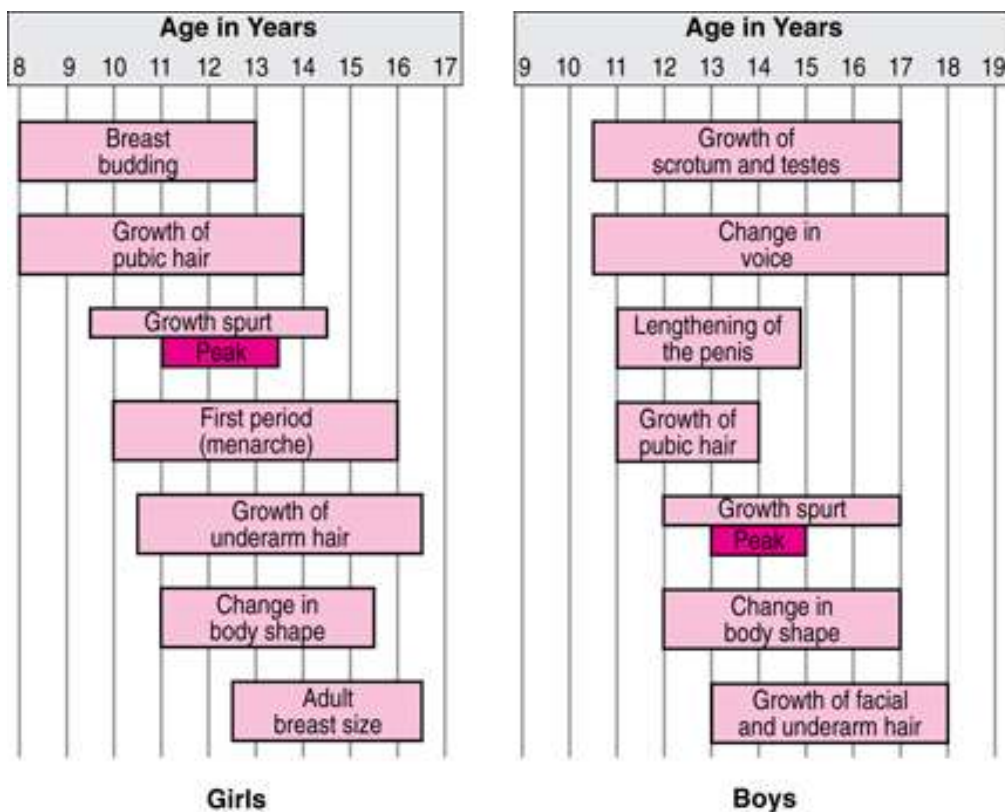 Age in Years
8 9 10 11 12 13 14 15 16 17
Breast
budding
Growth of
pubic hair
Growth spurt
Peak
First period
(menarche)
Growth of
underarm hair
Change in
body shape
Adult
breast size
Girls
Age in Years
9 10 11 12 13 14 15 16 17 18 19
Growth of
scrotum and testes
Change in
voice
Lengthening of
the penis
Growth of
pubic hair
Growth spurt
Peak
Change in
body shape
Growth of facial
and underarm hair
Boys